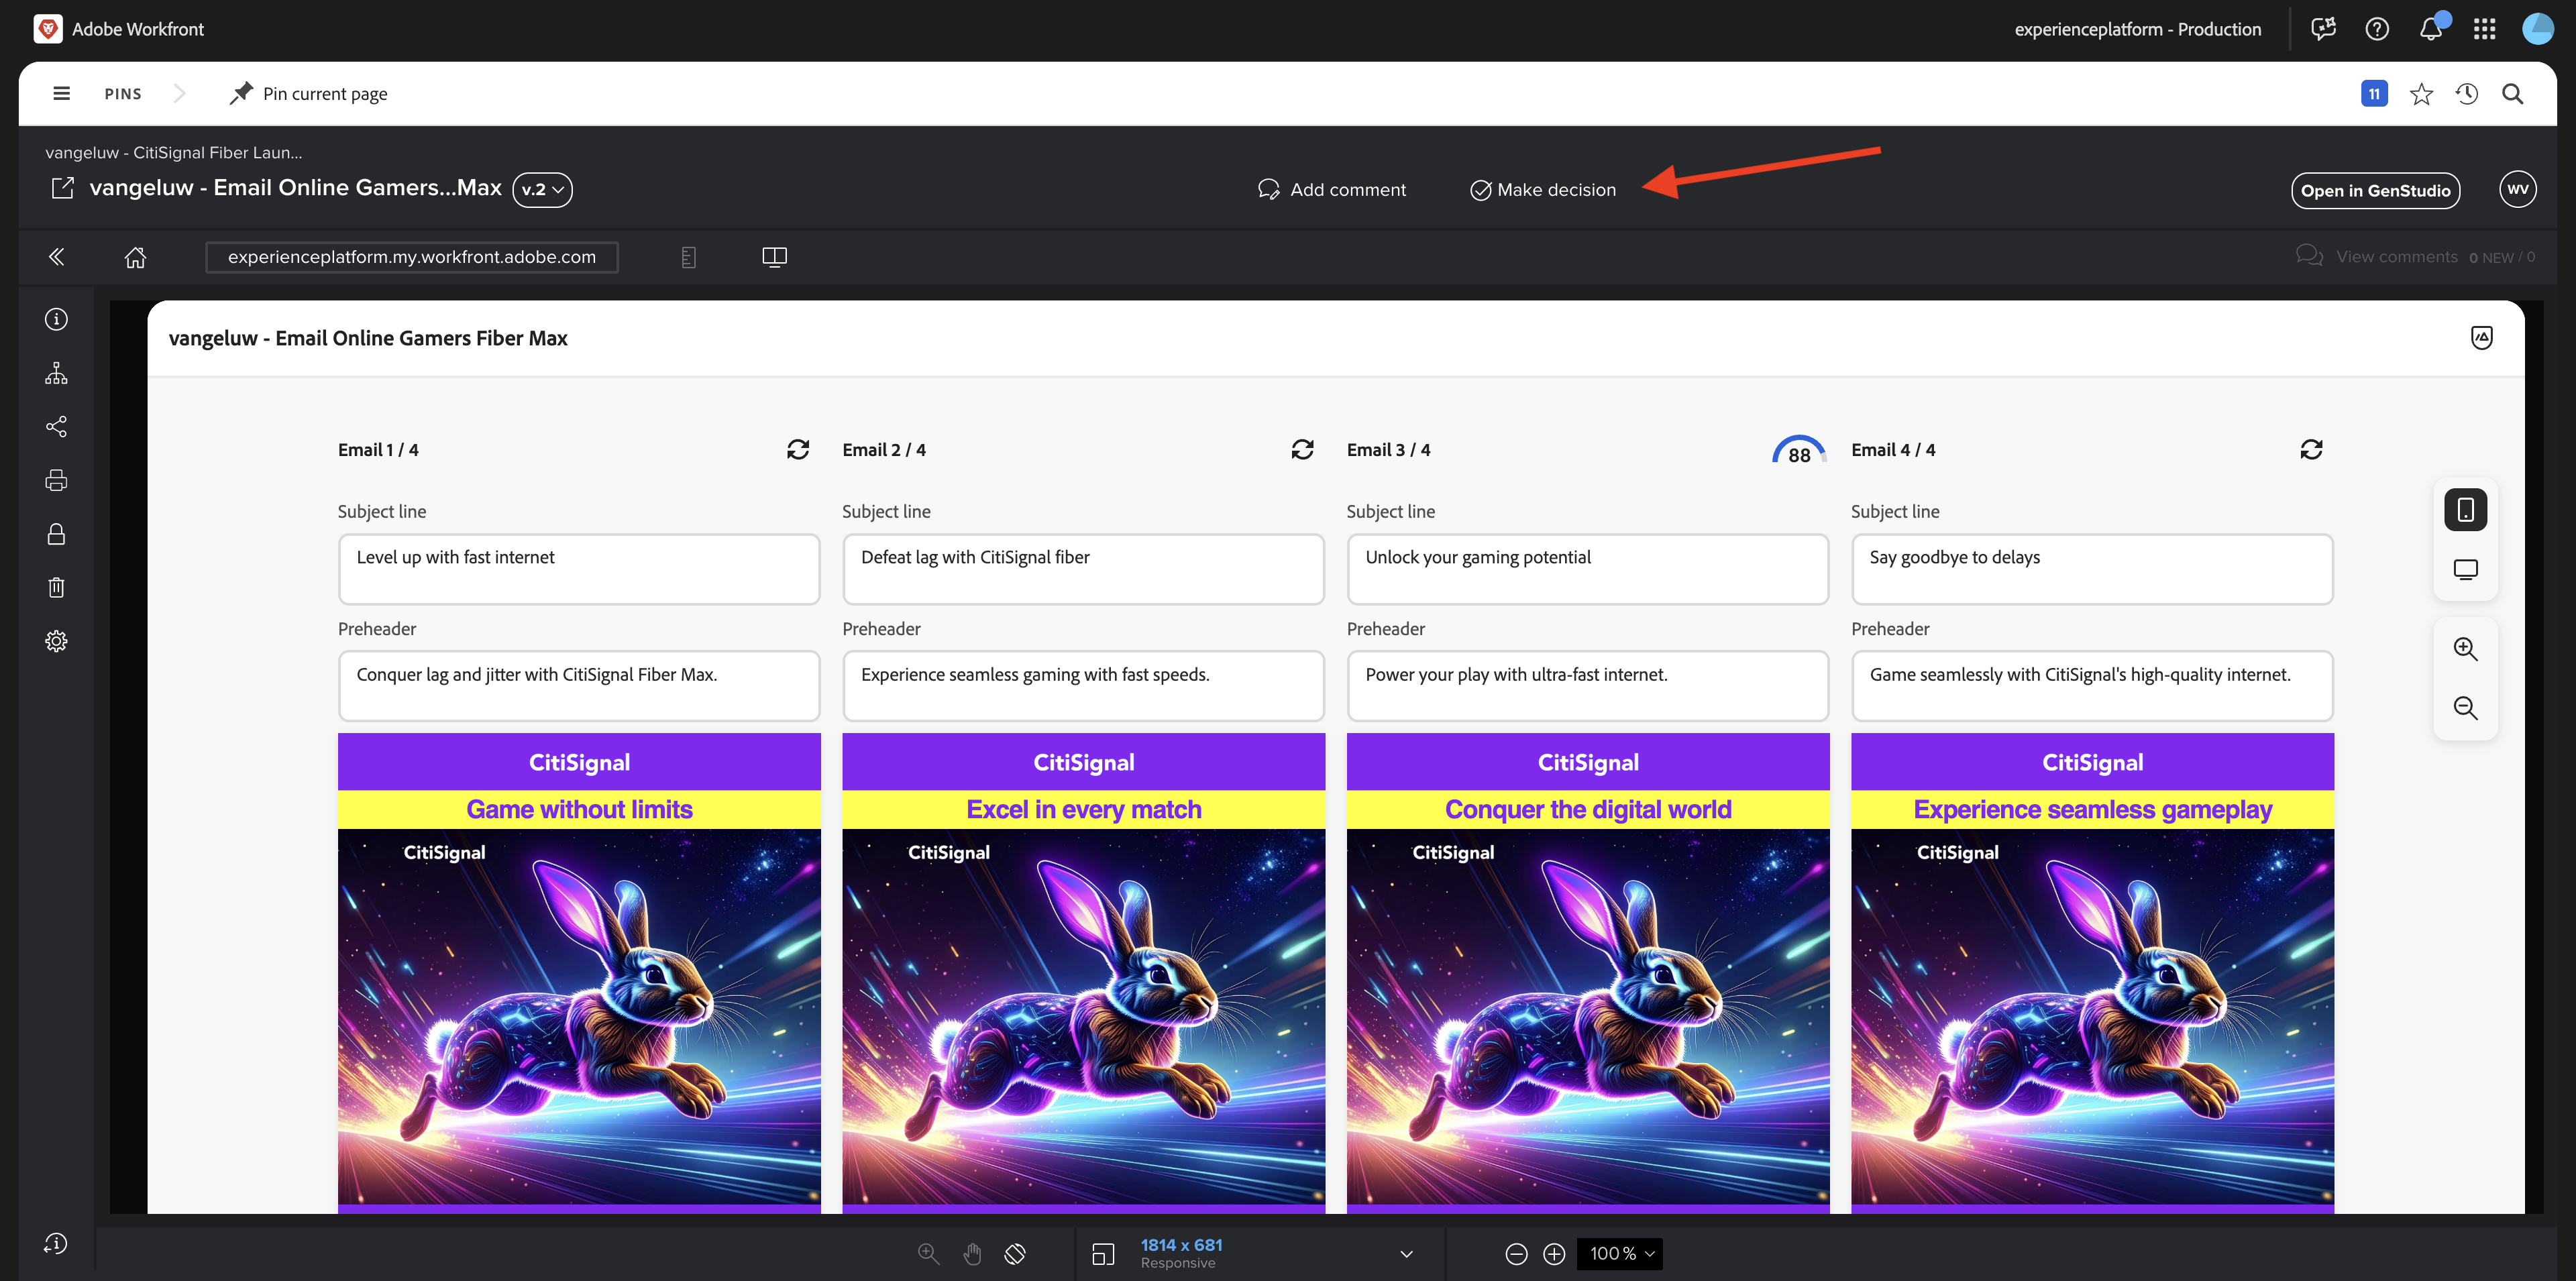 Adobe Workfront
experienceplatform - Production
PINS
Pin current page
11
vangeluw - CitiSignal Fiber Laun...
vangeluw - Email Online Gamers...Max
v.2
Add comment
Make decision
Open in GenStudio
WV
experienceplatform.my.workfront.adobe.com
View comments 0 NEW / 0
vangeluw - Email Online Gamers Fiber Max
Email 1 / 4
Email 2 / 4
Email 3 / 4
88
Email 4 / 4
Subject line
Subject line
Subject line
Subject line
Level up with fast internet
Defeat lag with CitiSignal fiber
Unlock your gaming potential
Say goodbye to delays
Preheader
Preheader
Preheader
Preheader
Conquer lag and jitter with CitiSignal Fiber Max.
Experience seamless gaming with fast speeds.
Power your play with ultra-fast internet.
Game seamlessly with CitiSignal's high-quality internet.
CitiSignal
CitiSignal
CitiSignal
CitiSignal
Game without limits
Excel in every match
Conquer the digital world
Experience seamless gameplay
CitiSignal
CitiSignal
CitiSignal
CitiSignal
1814 x 681
Responsive
100 %